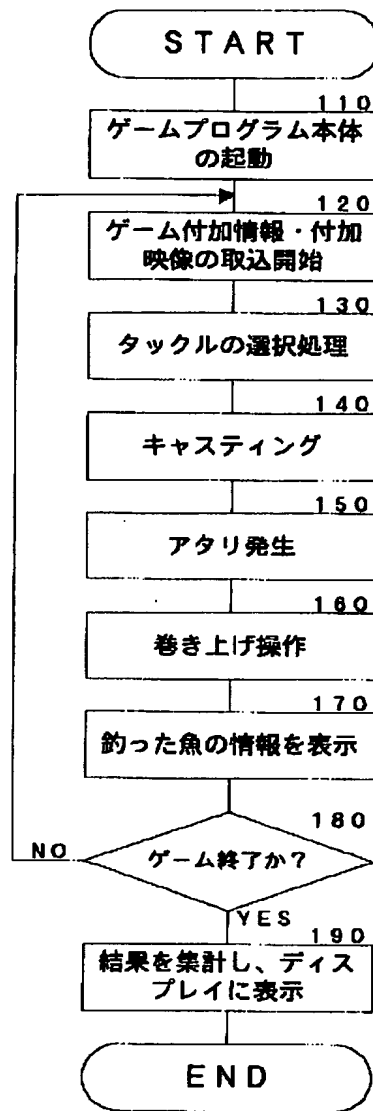 START
110
ゲームプログラム本体
の起動
120
ゲーム付加情報・付加
映像の取込開始
130
タックルの選択処理
140
キャスティング
150
アタリ発生
160
巻き上げ操作
170
釣った魚の情報を表示
180
NO
ゲーム終了か?
YES
190
結果を集計し、ディス
プレイに表示
END